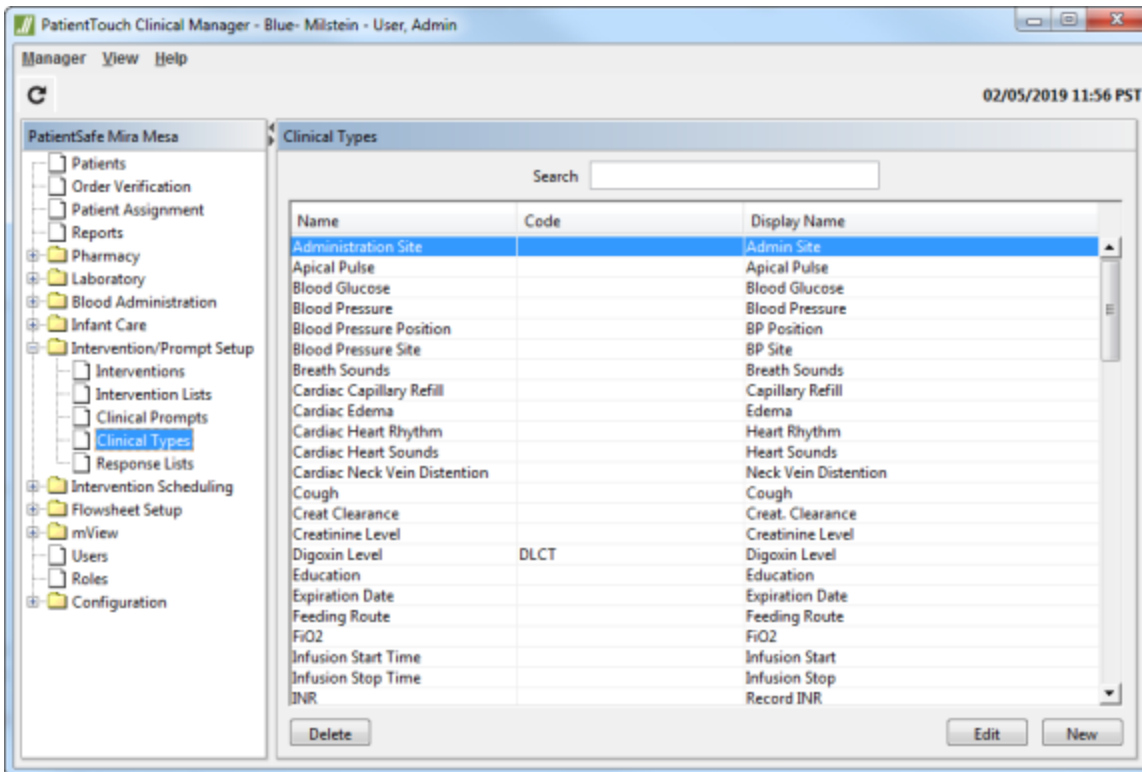 PatientTouch Clinical Manager - Blue- Milstein - User, Admin
Manager View Help
02/05/2019 11:56 PST
PatientSafe Mira Mesa
Patients
Order Verification
Patient Assignment
Reports
Pharmacy
Laboratory
Blood Administration
Infant Care
Intervention/Prompt Setup
Interventions
Intervention Lists
Clinical Prompts
Clinical Types
Response Lists
Intervention Scheduling
Flowsheet Setup
mView
Users
Roles
Configuration
Clinical Types
Search
Name Code Display Name
Administration Site Admin Site
Apical Pulse Apical Pulse
Blood Glucose Blood Glucose
Blood Pressure Blood Pressure
Blood Pressure Position BP Position
Blood Pressure Site BP Site
Breath Sounds Breath Sounds
Cardiac Capillary Refill Capillary Refill
Cardiac Edema Edema
Cardiac Heart Rhythm Heart Rhythm
Cardiac Heart Sounds Heart Sounds
Cardiac Neck Vein Distention Neck Vein Distention
Cough Cough
Creat Clearance Creat. Clearance
Creatinine Level Creatinine Level
Digoxin Level DLCT Digoxin Level
Education Education
Expiration Date Expiration Date
Feeding Route Feeding Route
FiO2 FiO2
Infusion Start Time Infusion Start
Infusion Stop Time Infusion Stop
INR Record INR
Delete Edit New